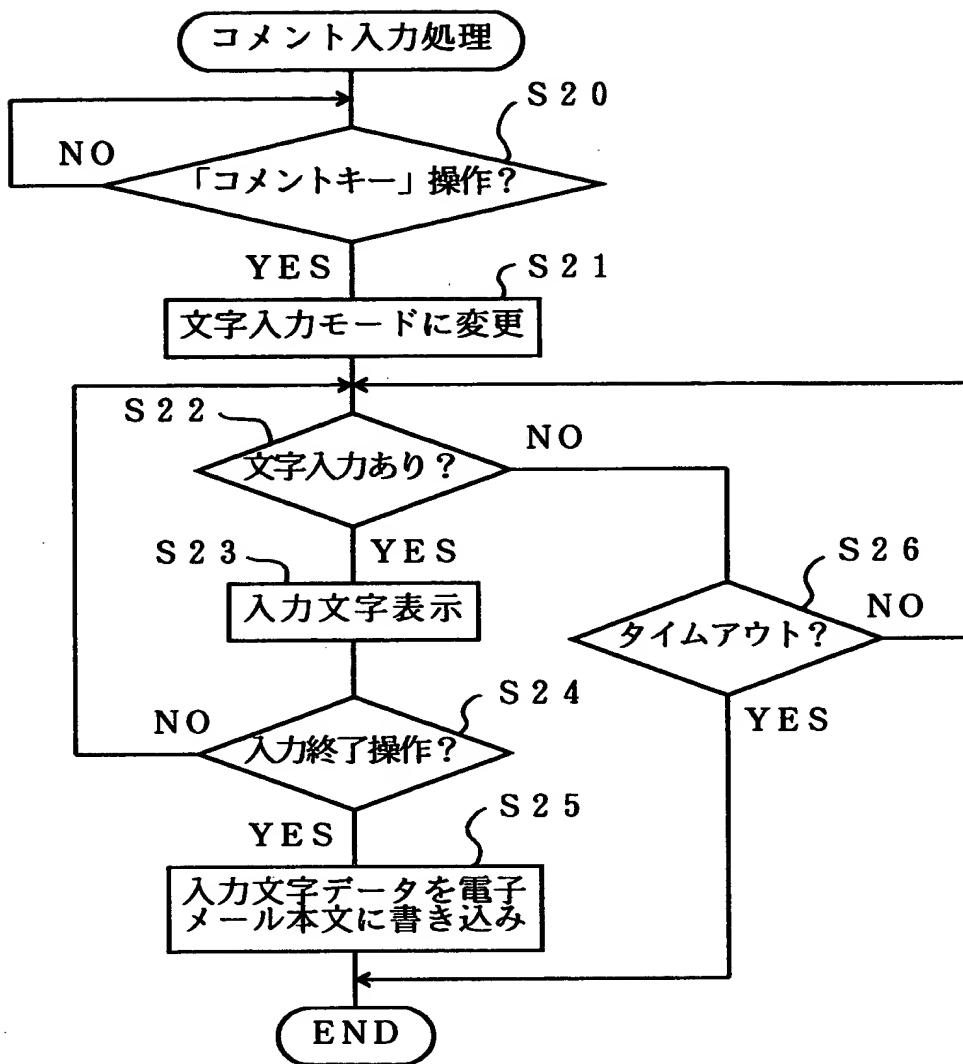 コメント入力処理
S20
NO
「コメントキー」操作?
YES
S21
文字入力モードに変更
S22
NO
文字入力あり?
S23
YES
S26
入力文字表示
NO
タイムアウト?
S24
NO
YES
入力終了操作?
YES
S25
入力文字データを電子
メール本文に書き込み
END